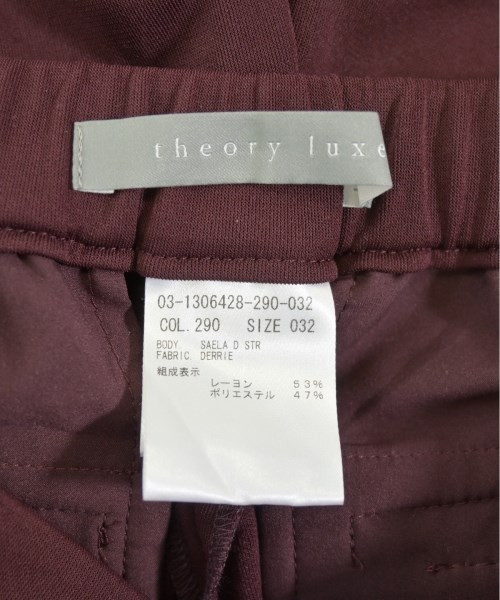 theory luxe
03-1306428-290-032
COL.290 SIZE 032
BODY. SAELA D STR
FABRIC. DERRIE
組成表示
レーヨン 53%
ポリエステル 47%